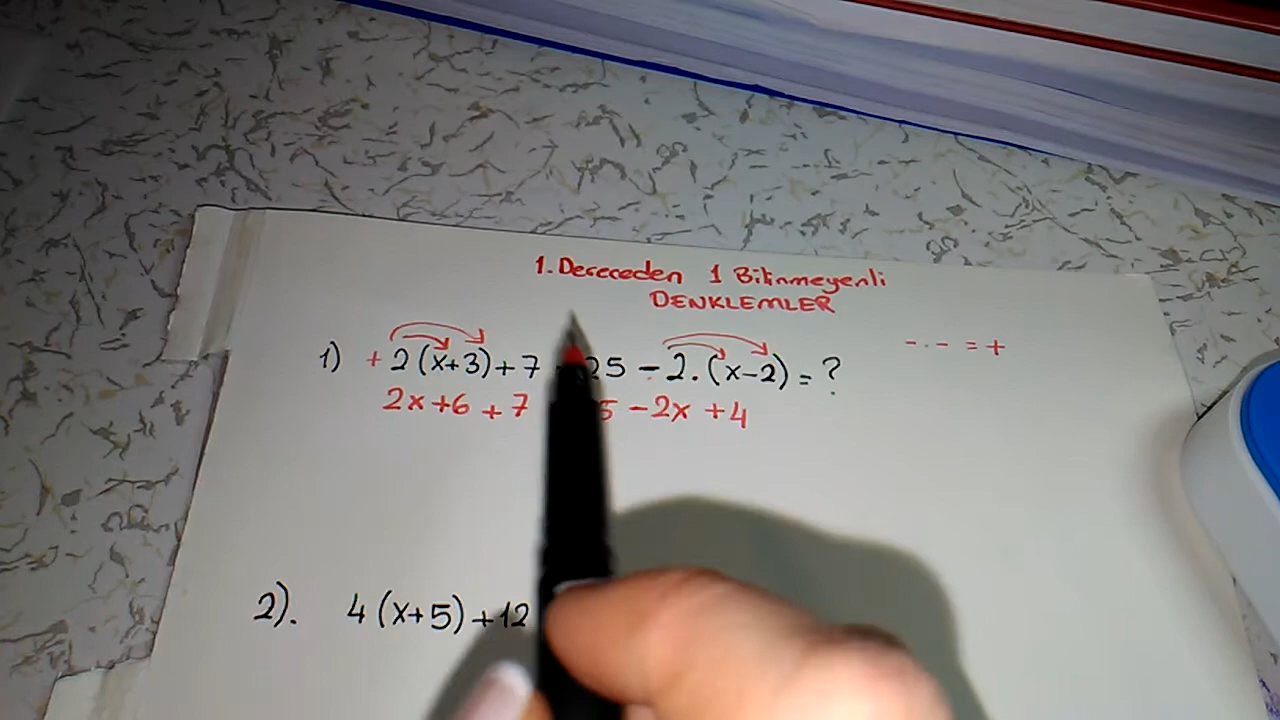 1. Dereceden 1 Bilinmeyenli
DENKLEMLER
1) + 2(x+3)+7 25 - 2.(x-2) = ?
- . - = +
2x+6+7 5 - 2x + 4
2). 4(x+5)+12